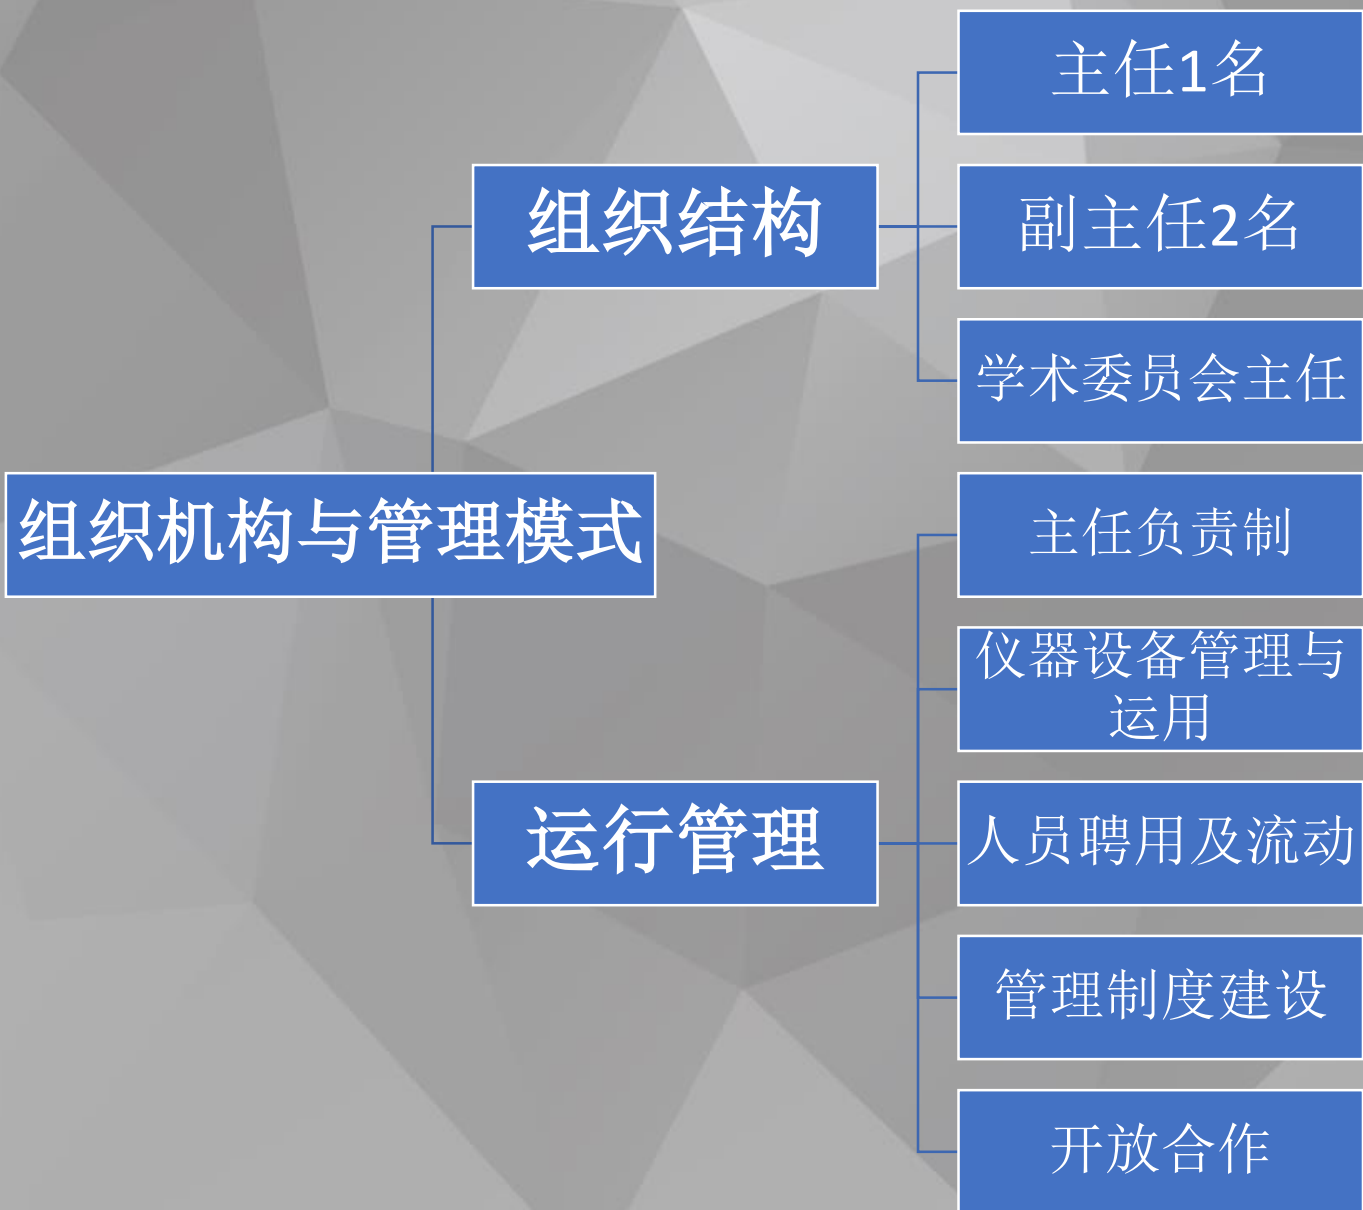 组织机构与管理模式
组织结构
主任1名
副主任2名
学术委员会主任
运行管理
主任负责制
仪器设备管理与
运用
人员聘用及流动
管理制度建设
开放合作